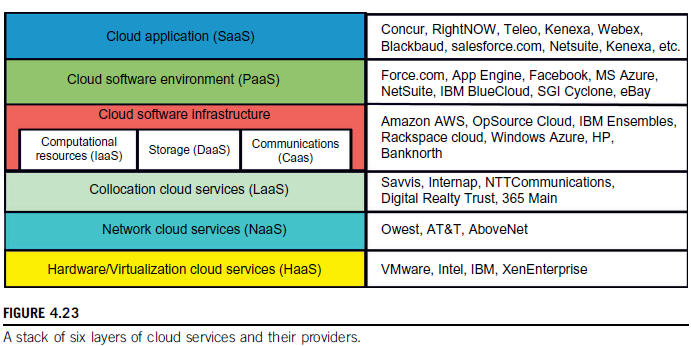 Cloud application (SaaS)
Concur, RightNOW, Teleo, Kenexa, Webex,
Blackbaud, salesforce.com, Netsuite, Kenexa, etc.
Cloud software environment (PaaS)
Force.com, App Engine, Facebook, MS Azure,
NetSuite, IBM BlueCloud, SGI Cyclone, eBay
Cloud software infrastructure
Computational
resources (IaaS)
Storage (DaaS)
Communications
(Caas)
Amazon AWS, OpSource Cloud, IBM Ensembles,
Rackspace cloud, Windows Azure, HP,
Banknorth
Collocation cloud services (LaaS)
Savvis, Internap, NTTCommunications,
Digital Realty Trust, 365 Main
Network cloud services (NaaS)
Owest, AT&T, AboveNet
Hardware/Virtualization cloud services (HaaS)
VMware, Intel, IBM, XenEnterprise
FIGURE 4.23
A stack of six layers of cloud services and their providers.